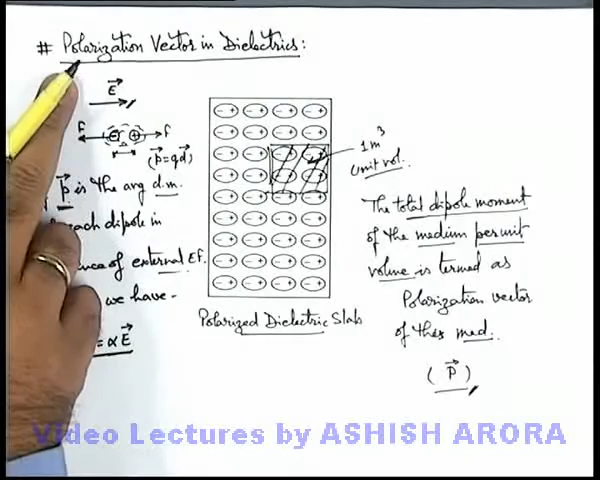 # Polarization Vector in Dielectrics:
E
F F
(p = qd)
p is the avg d.m.
each dipole in
of external EF.
we have -
= αE
1m³
Unit vol.
Polarized Dielectric Slab
The total dipole moment
of the medium per unit
volume is termed as
Polarization vector
of this med.
(P)
Video Lectures by ASHISH ARORA